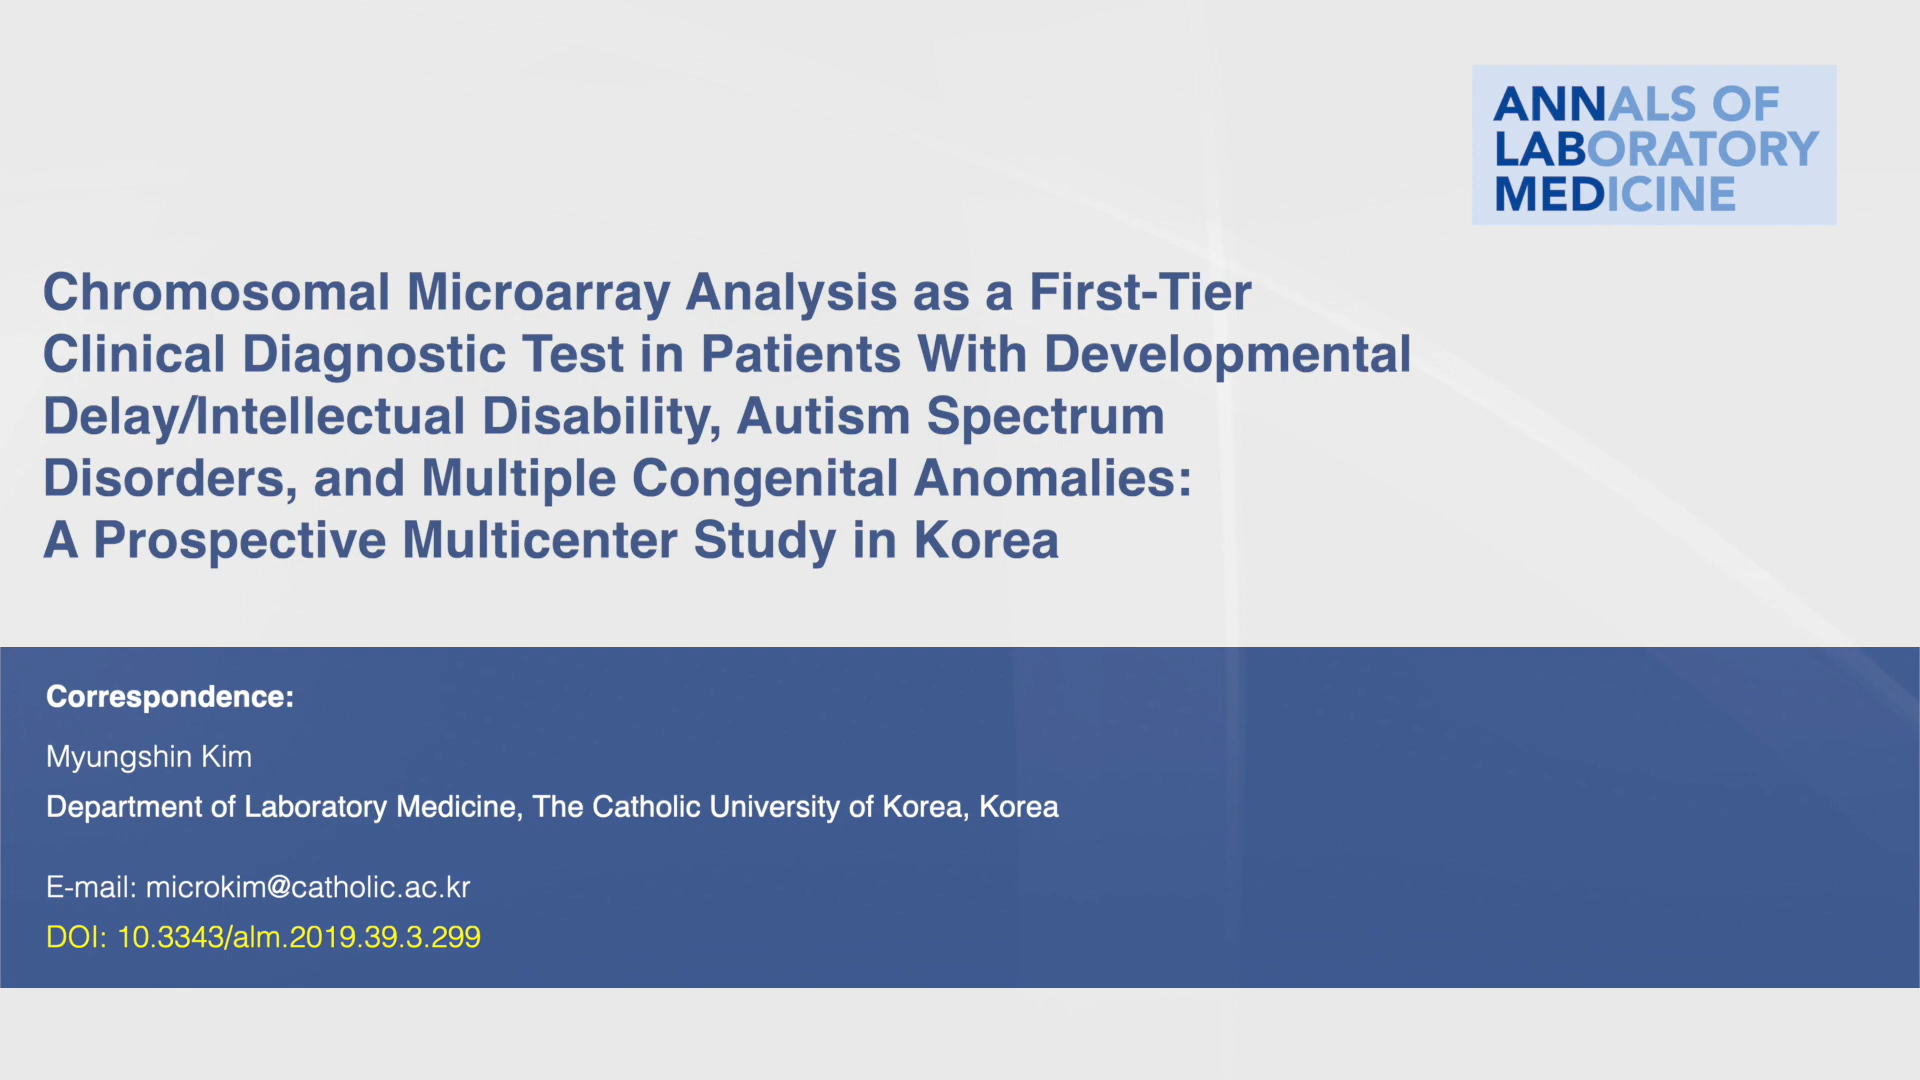 ANNALS OF
LABORATORY
MEDICINE
Chromosomal Microarray Analysis as a First-Tier
Clinical Diagnostic Test in Patients With Developmental
Delay/Intellectual Disability, Autism Spectrum
Disorders, and Multiple Congenital Anomalies:
A Prospective Multicenter Study in Korea
Correspondence:
Myungshin Kim
Department of Laboratory Medicine, The Catholic University of Korea, Korea
E-mail: microkim@catholic.ac.kr
DOI: 10.3343/alm.2019.39.3.299